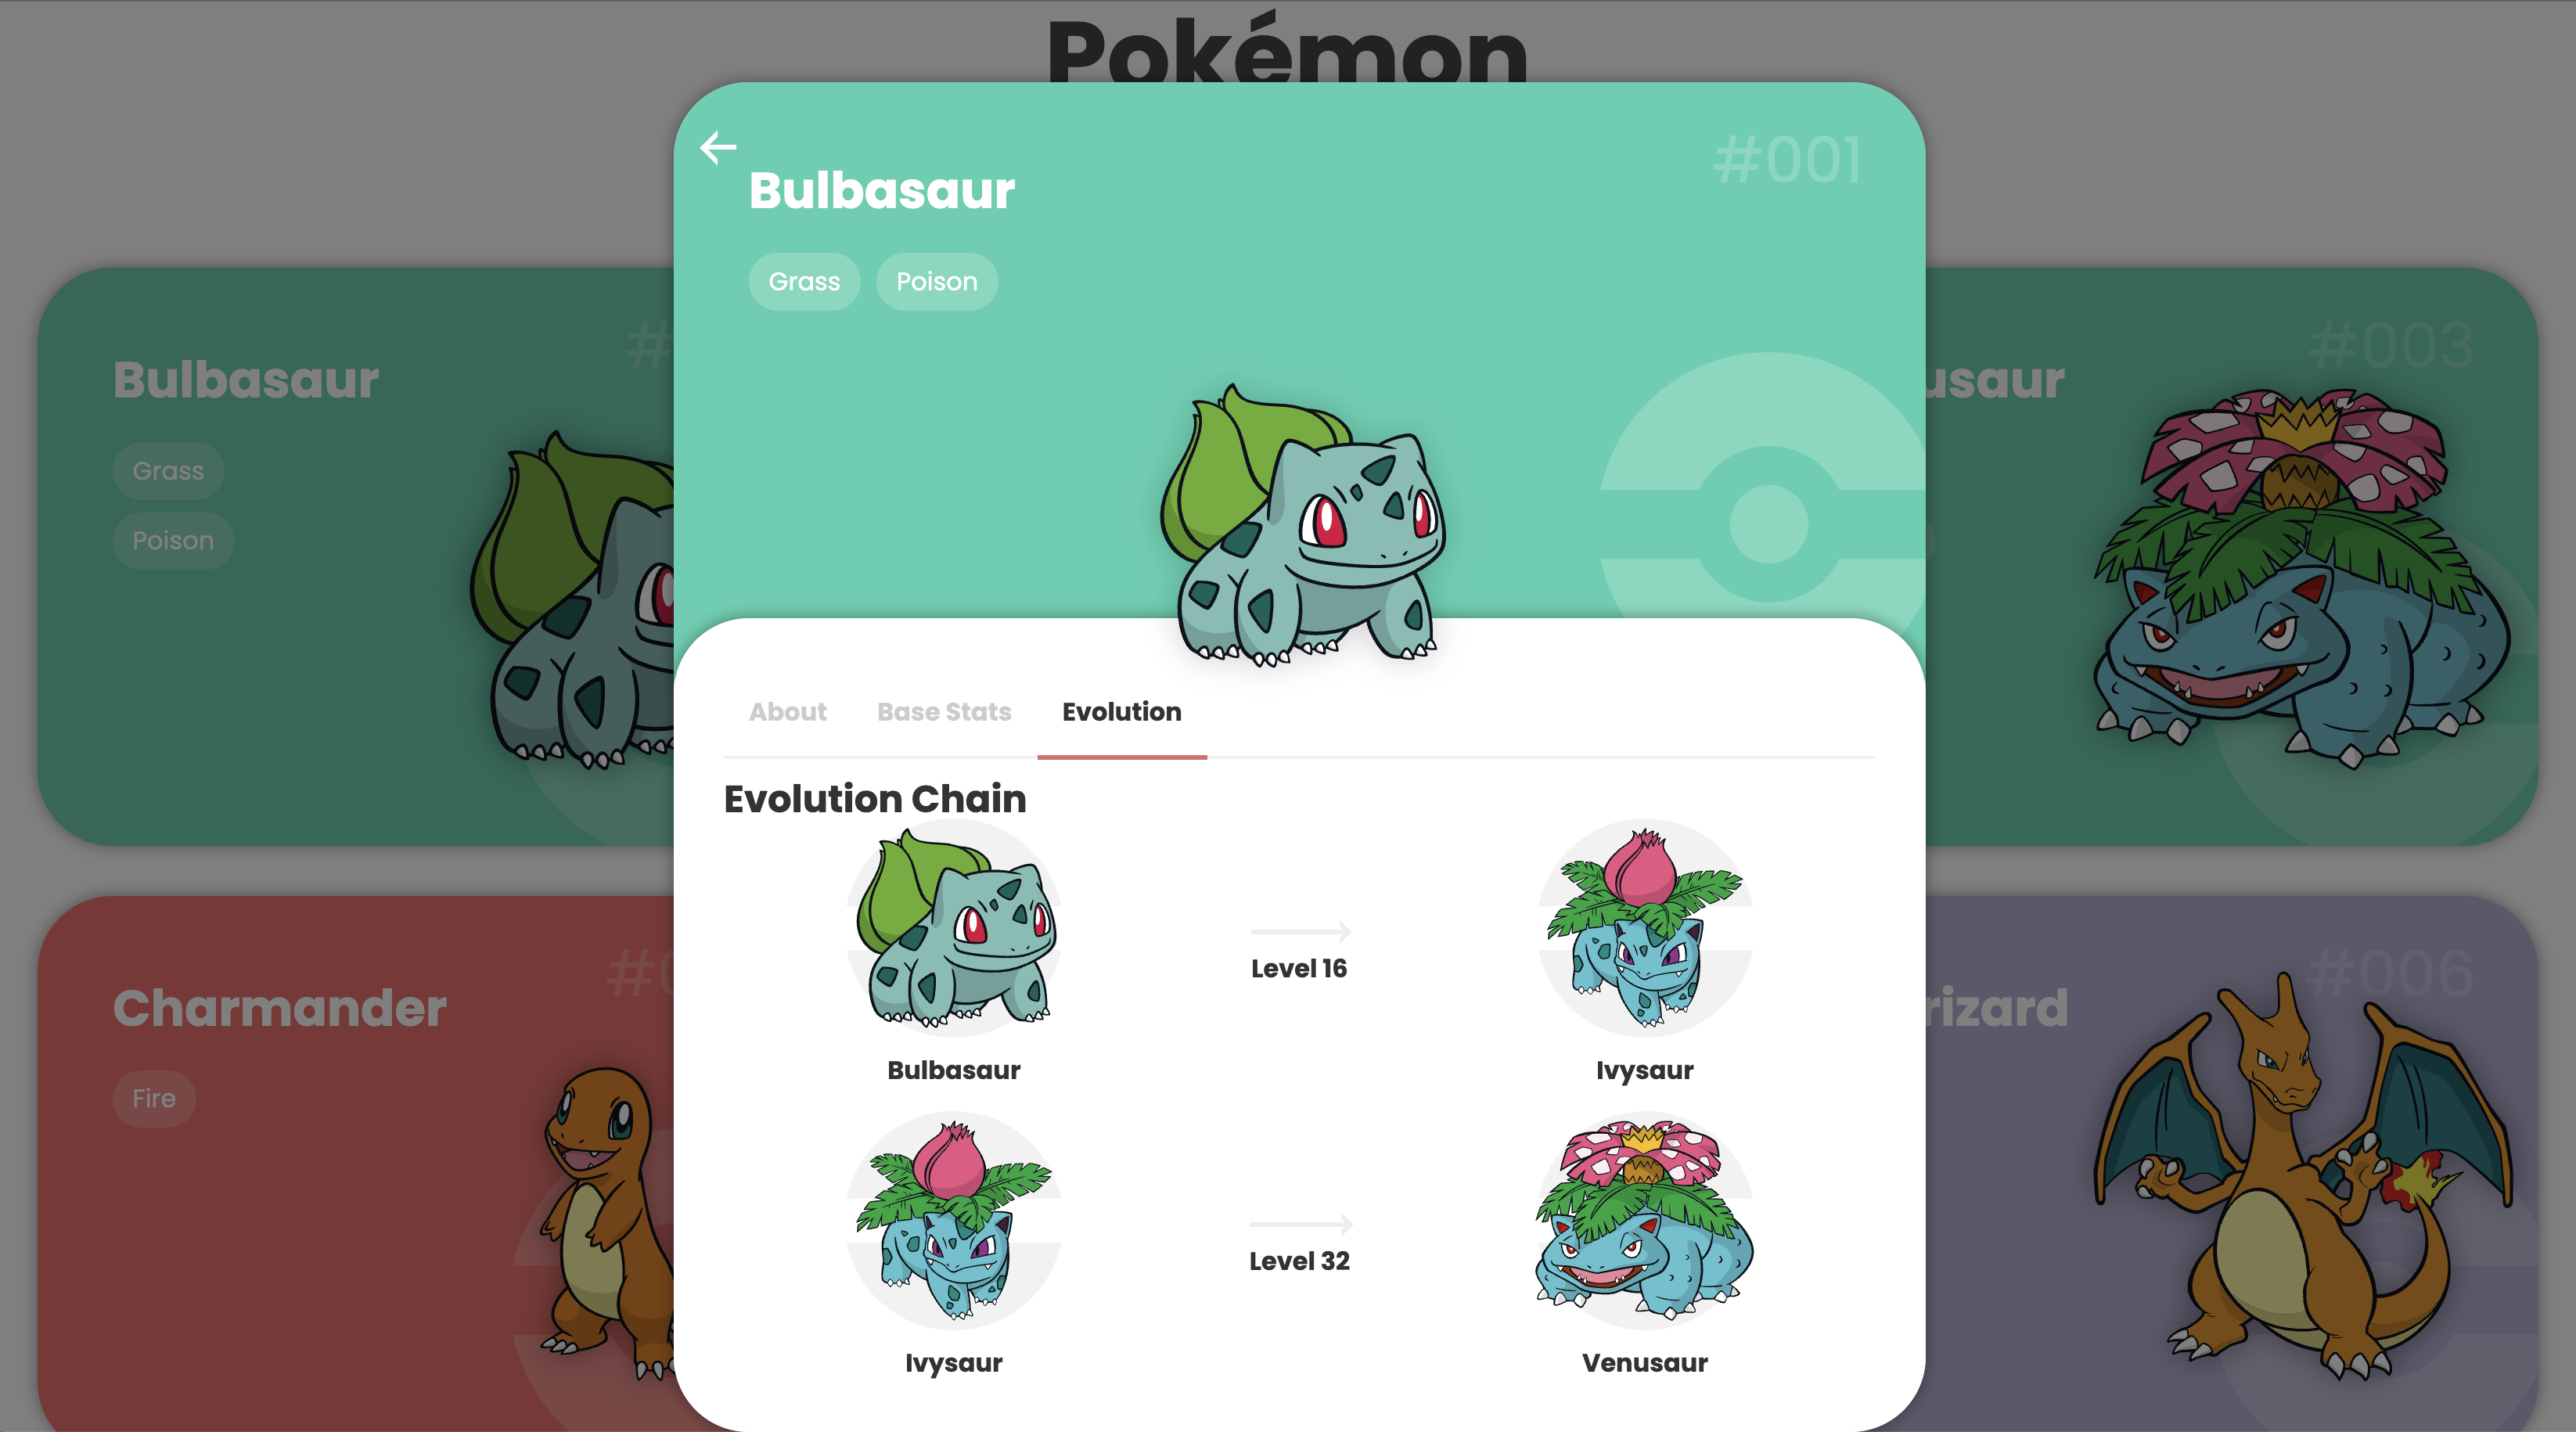 Pokémon
#001
Bulbasaur
Grass Poison
About Base Stats Evolution
Evolution Chain
Level 16
Bulbasaur Ivysaur
Level 32
Ivysaur Venusaur
Bulbasaur
Grass
Poison
#003
usaur
Charmander
Fire
#006
rizard